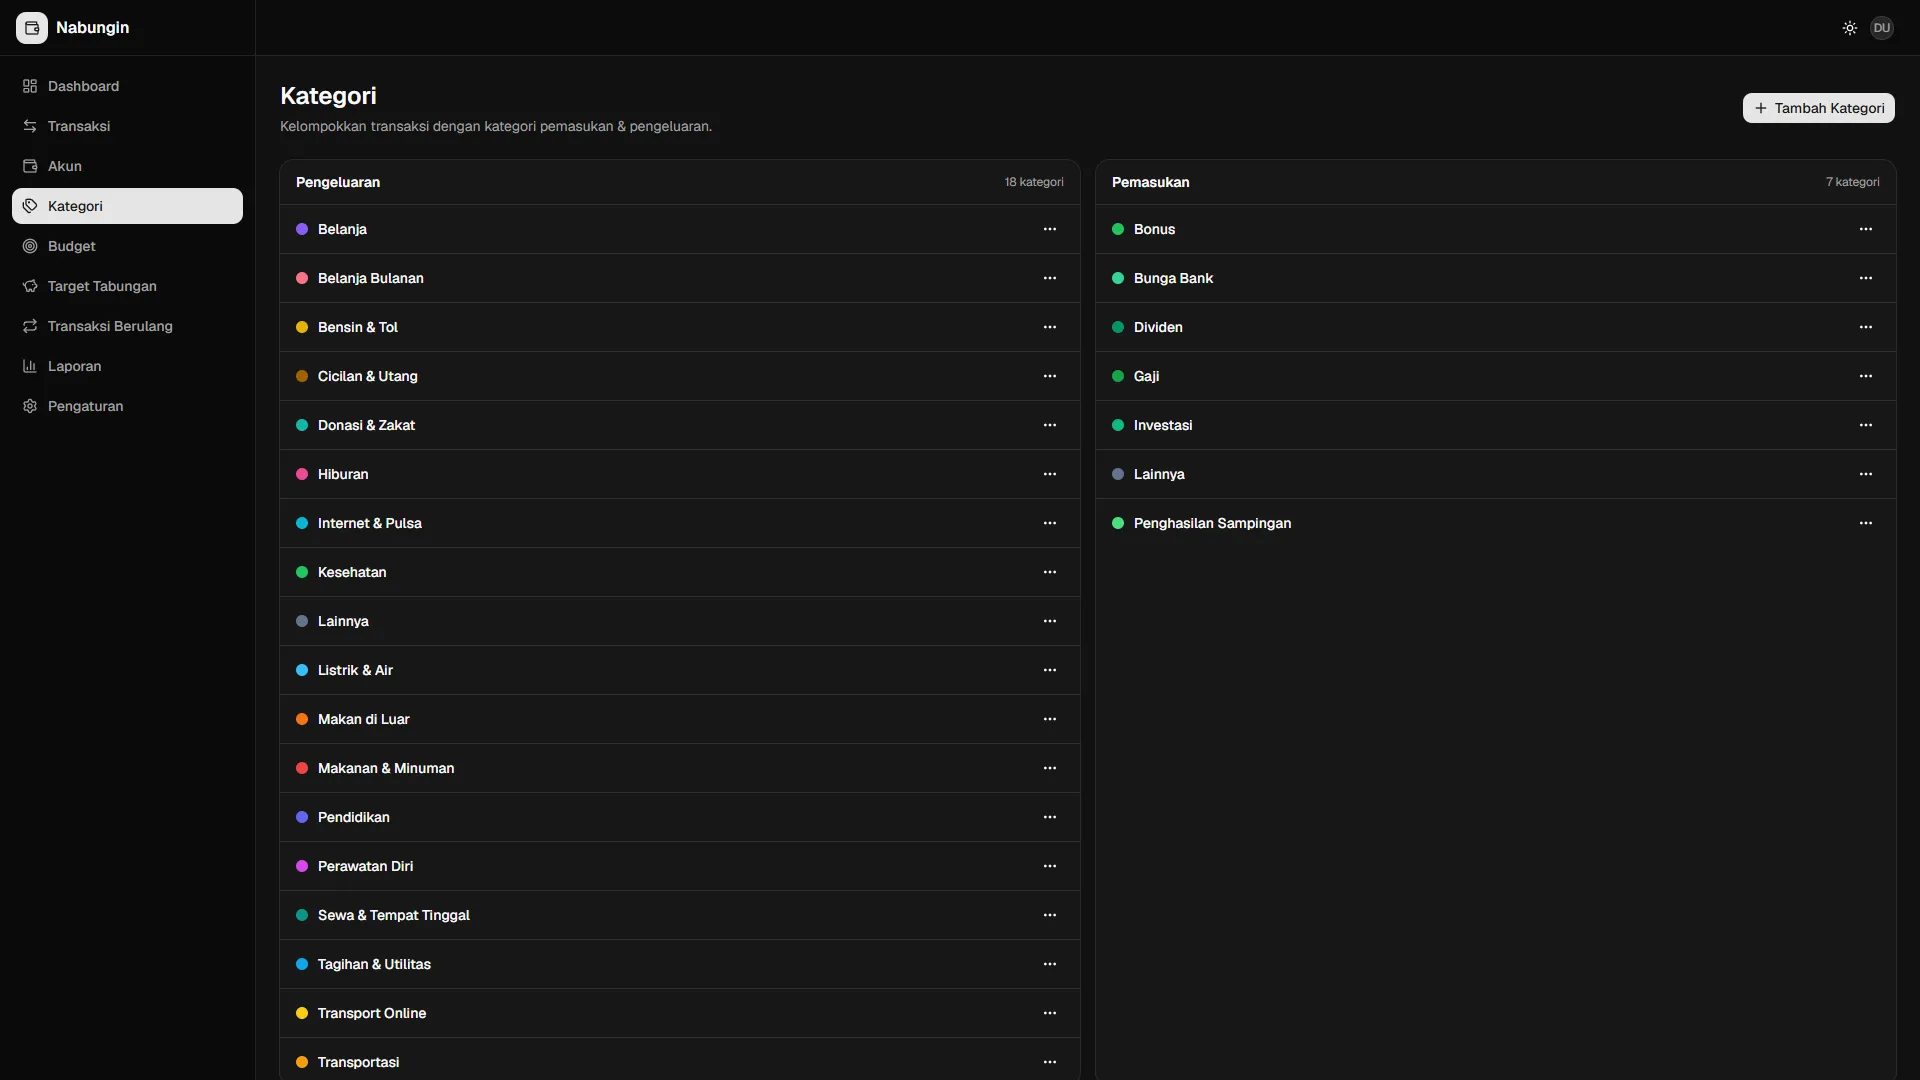 Nabungin
DU
Dashboard
Transaksi
Akun
Kategori
Budget
Target Tabungan
Transaksi Berulang
Laporan
Pengaturan
Kategori
Kelompokkan transaksi dengan kategori pemasukan & pengeluaran.
+ Tambah Kategori
Pengeluaran 18 kategori
Belanja
Belanja Bulanan
Bensin & Tol
Cicilan & Utang
Donasi & Zakat
Hiburan
Internet & Pulsa
Kesehatan
Lainnya
Listrik & Air
Makan di Luar
Makanan & Minuman
Pendidikan
Perawatan Diri
Sewa & Tempat Tinggal
Tagihan & Utilitas
Transport Online
Transportasi
Pemasukan 7 kategori
Bonus
Bunga Bank
Dividen
Gaji
Investasi
Lainnya
Penghasilan Sampingan